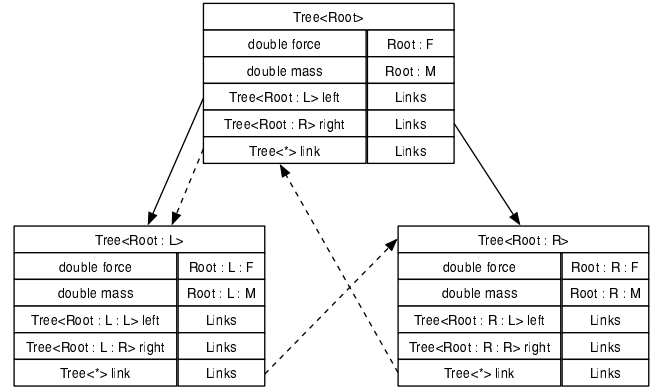 Tree<Root>
double force Root : F
double mass Root : M
Tree<Root : L> left Links
Tree<Root : R> right Links
Tree<*> link Links
Tree<Root : L>
double force Root : L : F
double mass Root : L : M
Tree<Root : L : L> left Links
Tree<Root : L : R> right Links
Tree<*> link Links
Tree<Root : R>
double force Root : R : F
double mass Root : R : M
Tree<Root : R : L> left Links
Tree<Root : R : R> right Links
Tree<*> link Links